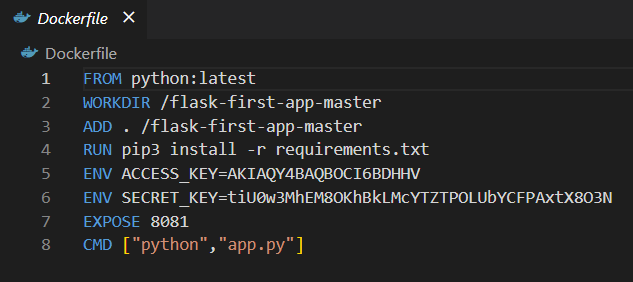 Dockerfile
Dockerfile
1 FROM python:latest
2 WORKDIR /flask-first-app-master
3 ADD . /flask-first-app-master
4 RUN pip3 install -r requirements.txt
5 ENV ACCESS_KEY=AKIAQY4BAQBOCI6BDHHV
6 ENV SECRET_KEY=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
7 EXPOSE 8081
8 CMD ["python","app.py"]